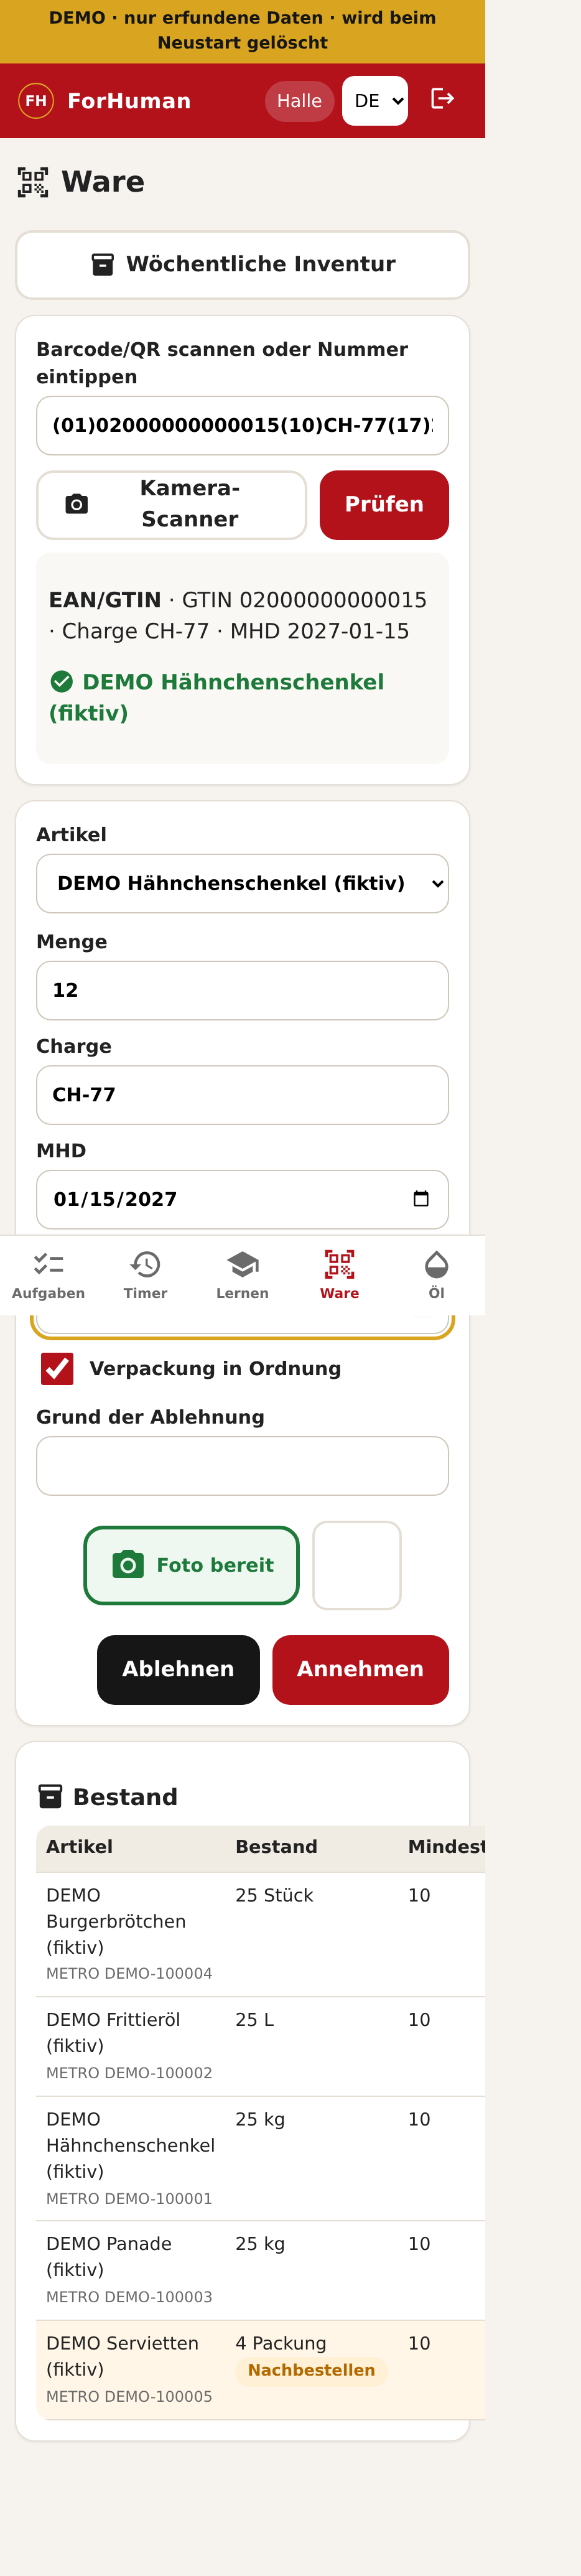 DEMO · nur erfundene Daten · wird beim
Neustart gelöscht
FH ForHuman Halle DE
Ware
Wöchentliche Inventur
Barcode/QR scannen oder Nummer
eintippen
(01)02000000000015(10)CH-77(17)
Kamera-
Scanner
Prüfen
EAN/GTIN · GTIN 02000000000015
· Charge CH-77 · MHD 2027-01-15
DEMO Hähnchenschenkel
(fiktiv)
Artikel
DEMO Hähnchenschenkel (fiktiv)
Menge
12
Charge
CH-77
MHD
01/15/2027
Aufgaben Timer Lernen Ware Öl
Verpackung in Ordnung
Grund der Ablehnung
Foto bereit
Ablehnen Annehmen
Bestand
Artikel Bestand Mindest
DEMO
Burgerbrötchen
(fiktiv)
METRO DEMO-100004
25 Stück
10
DEMO Frittieröl
(fiktiv)
METRO DEMO-100002
25 L
10
DEMO
Hähnchenschenkel
(fiktiv)
METRO DEMO-100001
25 kg
10
DEMO Panade
(fiktiv)
METRO DEMO-100003
25 kg
10
DEMO Servietten
(fiktiv)
METRO DEMO-100005
4 Packung
Nachbestellen
10